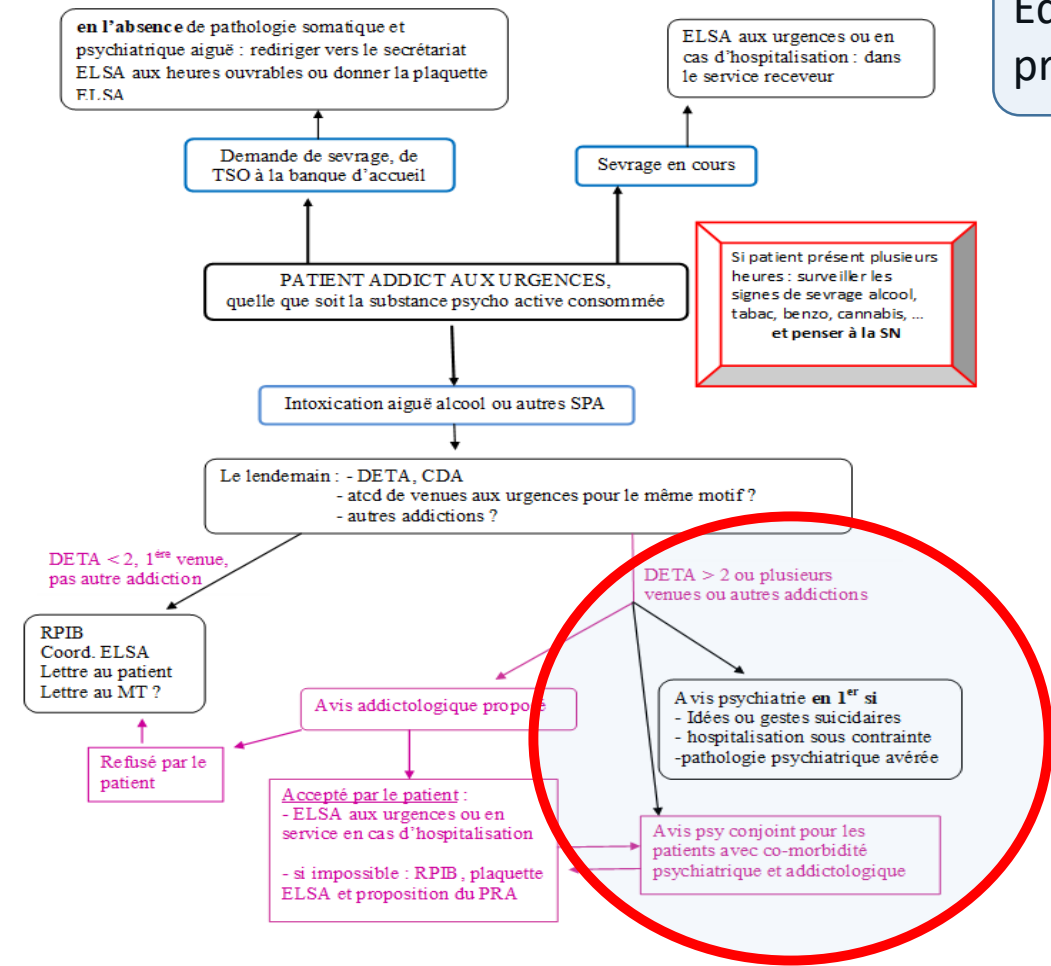 en l'absence de pathologie somatique et
psychiatrique aiguë : rediriger vers le secrétariat
ELSA aux heures ouvrables ou donner la plaquette
ELSA
ELSA aux urgences ou en
cas d'hospitalisation : dans
le service receveur
Demande de sevrage, de
TSO à la banque d'accueil
Sevrage en cours
PATIENT ADDICT AUX URGENCES,
quelle que soit la substance psycho active consommée
Si patient présent plusieurs
heures : surveiller les
signes de sevrage alcool,
tabac, benzo, cannabis, ...
et penser à la SN
Intoxication aiguë alcool ou autres SPA
Le lendemain : - DETA, CDA
- atcd de venues aux urgences pour le même motif ?
- autres addictions ?
DETA < 2, 1ère venue,
pas autre addiction
DETA > 2 ou plusieurs
venues ou autres addictions
RPIB
Coord. ELSA
Lettre au patient
Lettre au MT ?
Avis addictologique proposé
Avis psychiatrie en 1er si
- Idées ou gestes suicidaires
- hospitalisation sous contrainte
-pathologie psychiatrique avérée
Refusé par le
patient
Accepté par le patient :
- ELSA aux urgences ou en
service en cas d'hospitalisation
- si impossible : RPIB, plaquette
ELSA et proposition du PRA
Avis psy conjoint pour les
patients avec co-morbidité
psychiatrique et addictologique